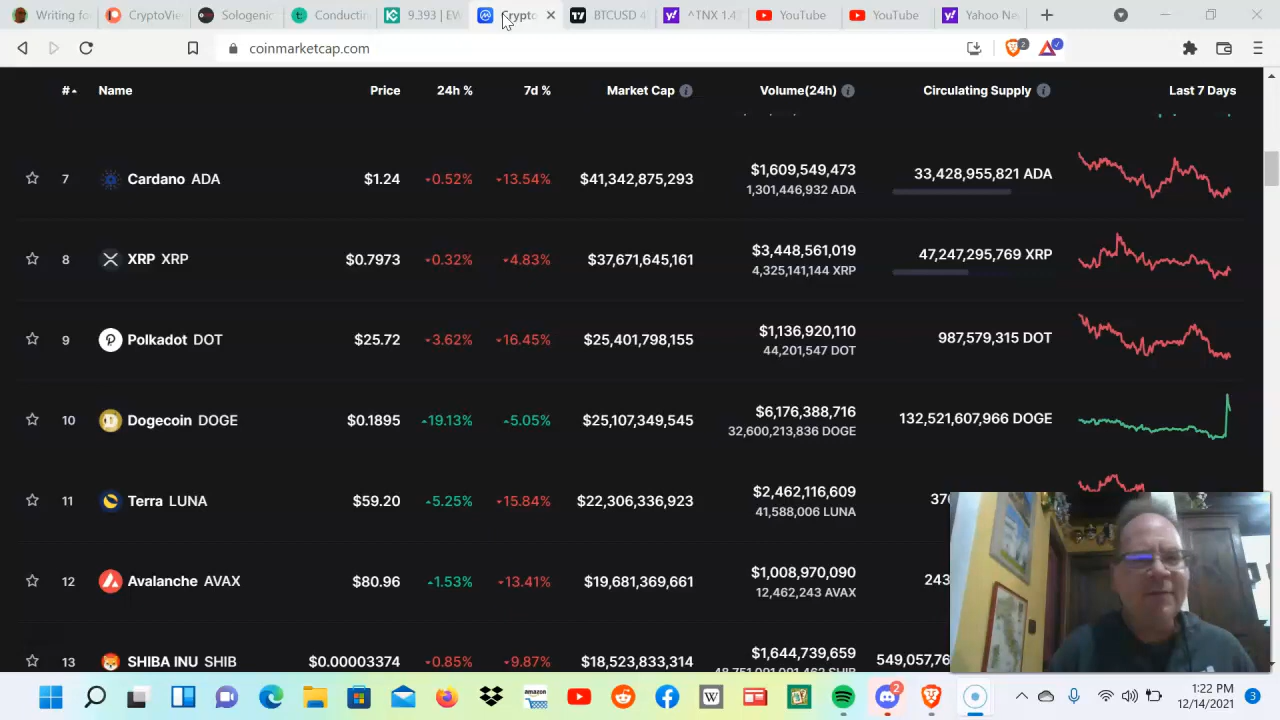 Writing for
CryptoVie
Sologenic
Conductin
9.393 | EW
Crypto
BTCUSD 4
^TNX 1.4
YouTube
YouTube
Yahoo Ne
coinmarketcap.com
2
# Name Price 24h % 7d % Market Cap Volume(24h) Circulating Supply Last 7 Days
7 Cardano ADA $1.24 0.52% 13.54% $41,342,875,293 $1,609,549,473 33,428,955,821 ADA
1,301,446,932 ADA
8 XRP XRP $0.7973 0.32% 4.83% $37,671,645,161 $3,448,561,019 47,247,295,769 XRP
4,325,141,144 XRP
9 Polkadot DOT $25.72 3.62% 16.45% $25,401,798,155 $1,136,920,110 987,579,315 DOT
44,201,547 DOT
10 Dogecoin DOGE $0.1895 19.13% 5.05% $25,107,349,545 $6,176,388,716 132,521,607,966 DOGE
32,600,213,836 DOGE
11 Terra LUNA $59.20 5.25% 15.84% $22,306,336,923 $2,462,116,609 37
41,588,006 LUNA
12 Avalanche AVAX $80.96 1.53% 13.41% $19,681,369,661 $1,008,970,090 243
12,462,243 AVAX
13 SHIBA INU SHIB $0.00003374 0.85% 9.87% $18,523,833,314 $1,644,739,659 549,057,76
amazon
W
2
1:22 PM
12/14/2021
3